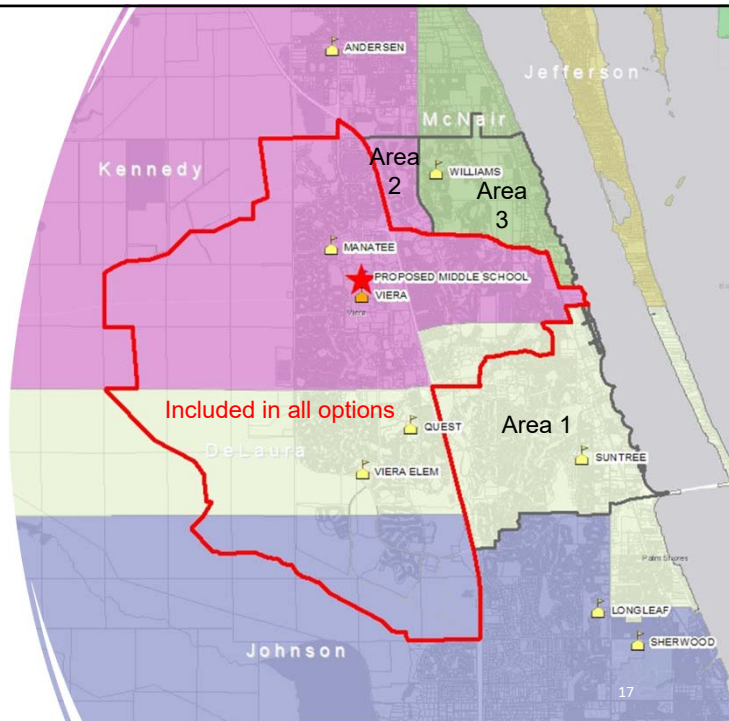 ANDERSEN
Jefferson
McNair
Kennedy
Area
2
WILLIAMS
Area
3
MANATEE
PROPOSED MIDDLE SCHOOL
VIERA
Viera
Included in all options
QUEST
Area 1
DeLaura
VIERA ELEM
SUNTREE
Palm Shores
LONGLEAF
Johnson
SHERWOOD
17